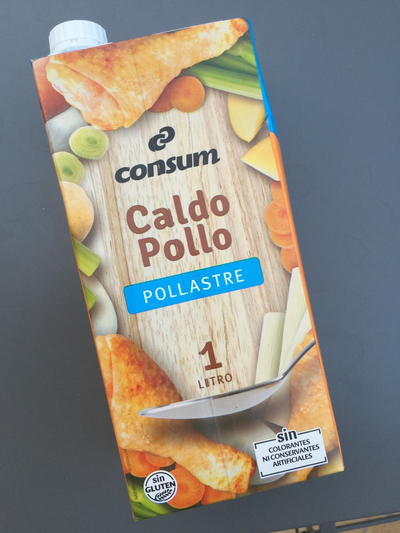 consum
Caldo
Pollo
POLLASTRE
1
LITRO
sin
COLORANTES
NI CONSERVANTES
ARTIFICIALES
sin
GLUTEN